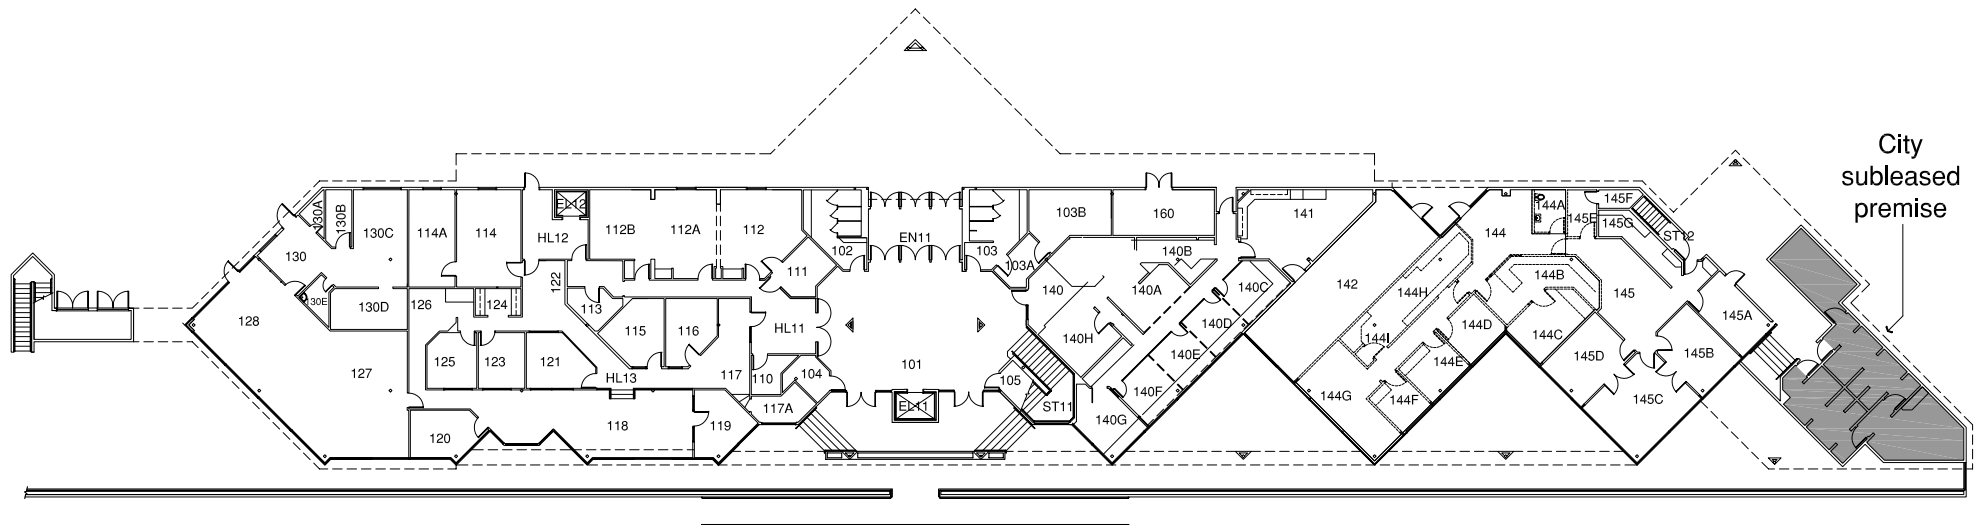 City
subleased
premise
130A
130B
130C
114A
114
EL12
HL12
112B
112A
112
102
EN11
103
103A
103B
160
141
144A
145F
145E
145G
ST12
130
130E
130D
126
124
122
113
111
140
140B
140A
140C
142
144
144B
144H
145
145A
128
115
116
HL11
140H
140D
144I
144D
144C
127
125
123
121
HL13
117
110
104
101
105
140E
144E
145D
145B
117A
EL11
ST11
140F
140G
144G
144F
145C
120
118
119